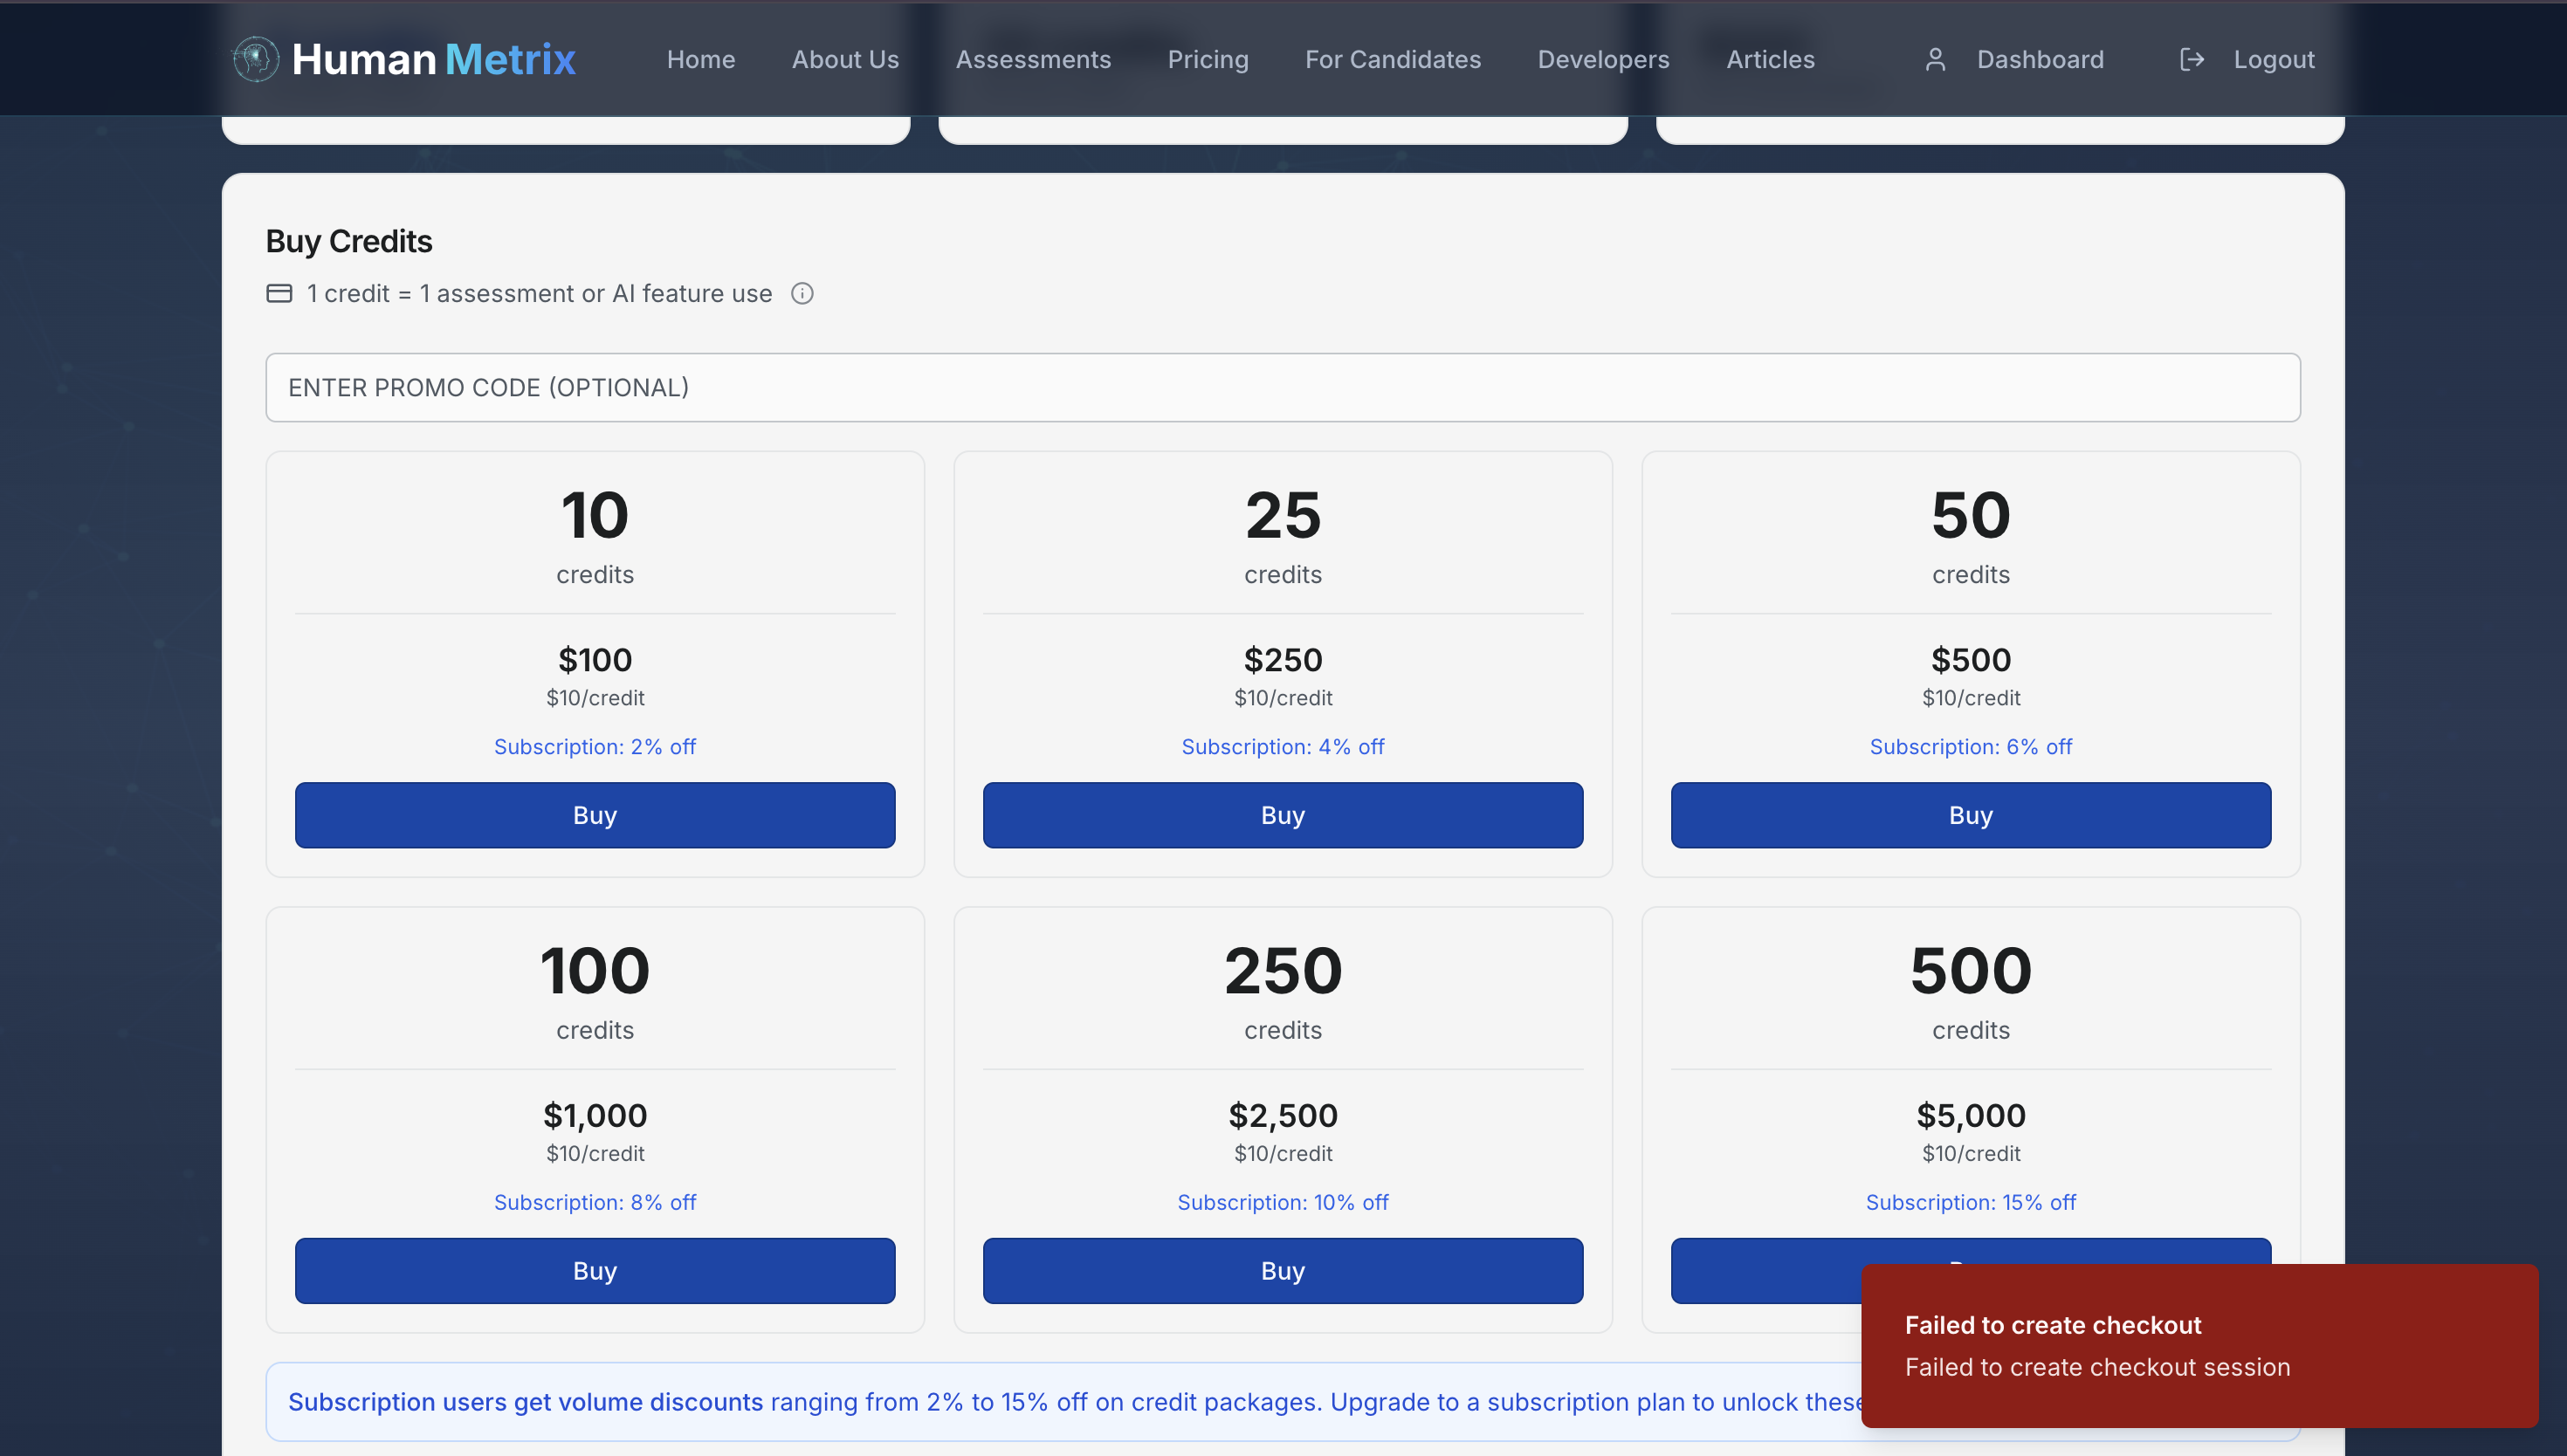 Human Metrix
Home
About Us
Assessments
Pricing
For Candidates
Developers
Articles
Dashboard
Logout
Buy Credits
1 credit = 1 assessment or AI feature use
ENTER PROMO CODE (OPTIONAL)
10
credits
$100
$10/credit
Subscription: 2% off
Buy
25
credits
$250
$10/credit
Subscription: 4% off
Buy
50
credits
$500
$10/credit
Subscription: 6% off
Buy
100
credits
$1,000
$10/credit
Subscription: 8% off
Buy
250
credits
$2,500
$10/credit
Subscription: 10% off
Buy
500
credits
$5,000
$10/credit
Subscription: 15% off
Subscription users get volume discounts ranging from 2% to 15% off on credit packages. Upgrade to a subscription plan to unlock these
Failed to create checkout
Failed to create checkout session